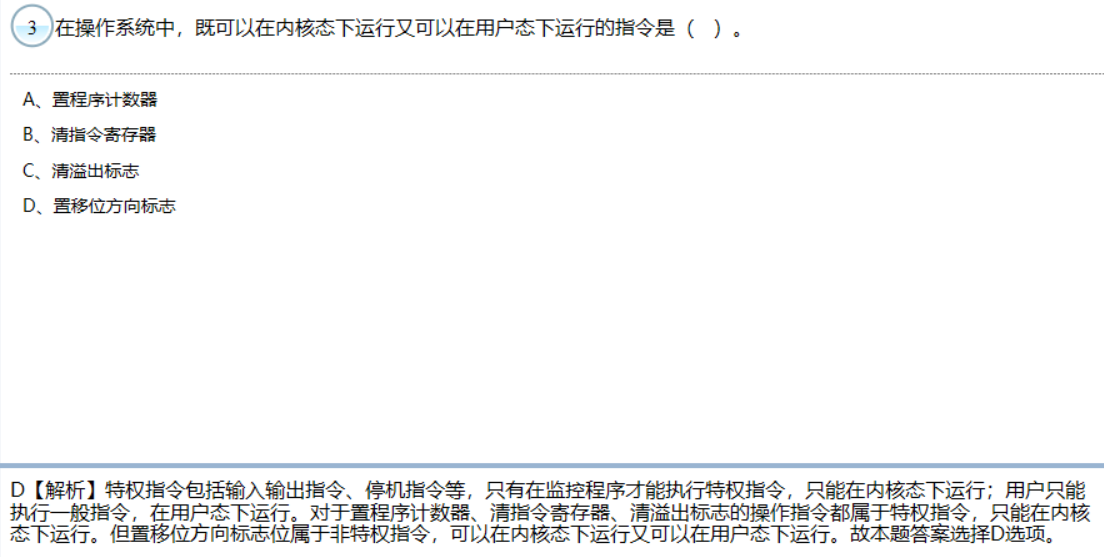 3 在操作系统中，既可以在内核态下运行又可以在用户态下运行的指令是（ ）。
A、置程序计数器
B、清指令寄存器
C、清溢出标志
D、置移位方向标志
D【解析】特权指令包括输入输出指令、停机指令等，只有在监控程序才能执行特权指令，只能在内核态下运行；用户只能
执行一般指令，在用户态下运行。对于置程序计数器、清指令寄存器、清溢出标志的操作指令都属于特权指令，只能在内核
态下运行。但置移位方向标志位属于非特权指令，可以在内核态下运行又可以在用户态下运行。故本题答案选择D选项。